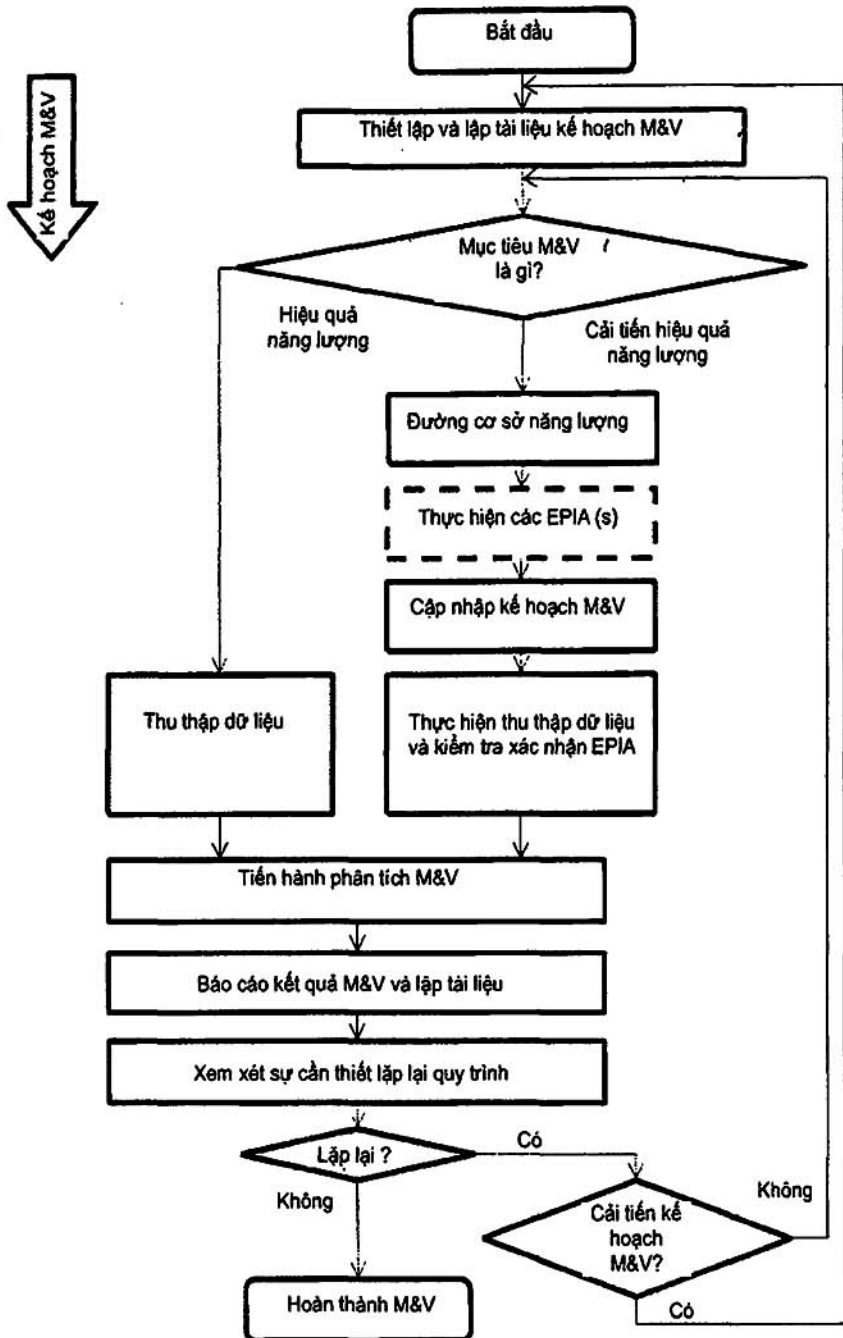 Bắt đầu
Kế hoạch M&V
Thiết lập và lập tài liệu kế hoạch M&V
Mục tiêu M&V
là gì?
Hiệu quả
năng lượng
Cải tiến hiệu quả
năng lượng
Đường cơ sở năng lượng
Thực hiện các EPIA (s)
Cập nhập kế hoạch M&V
Thu thập dữ liệu
Thực hiện thu thập dữ liệu
và kiểm tra xác nhận EPIA
Tiến hành phân tích M&V
Báo cáo kết quả M&V và lập tài liệu
Xem xét sự cần thiết lặp lại quy trình
Lặp lại ?
Có
Không
Không
Cải tiến kế
hoạch
M&V?
Có
Hoàn thành M&V